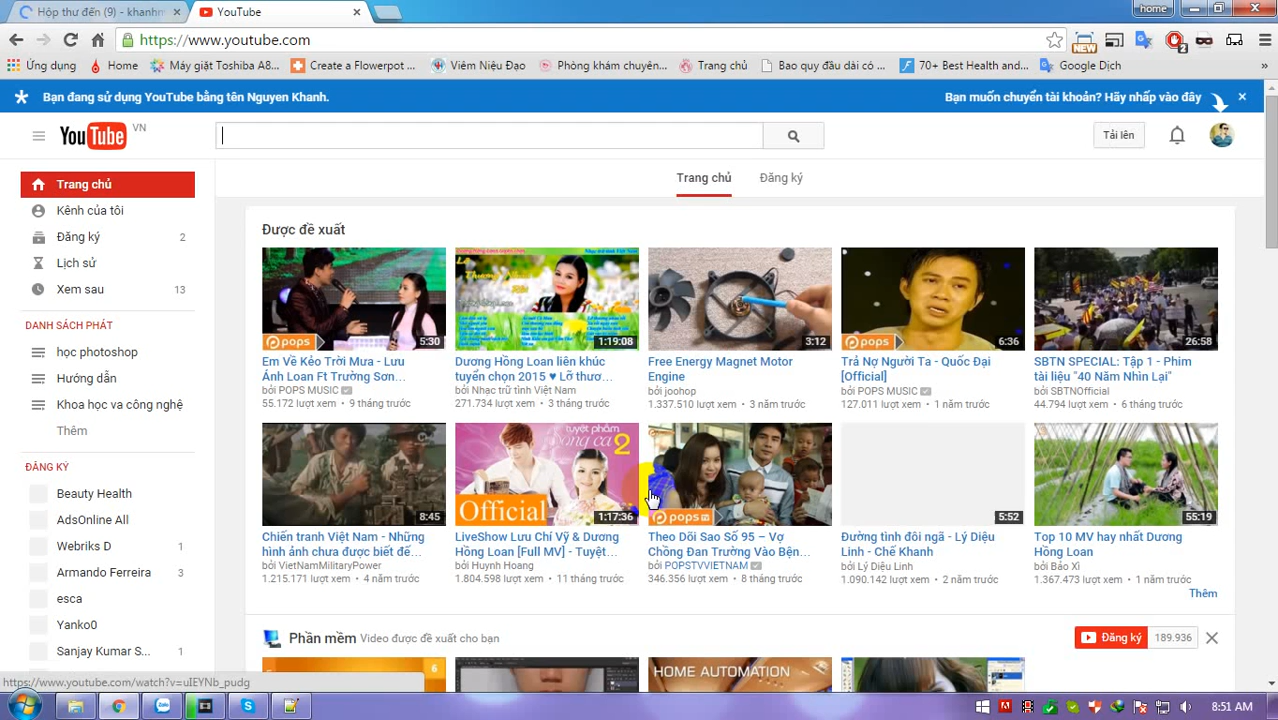 Hộp thư đến (9) - khanhm
YouTube
home
https://www.youtube.com
NEW
2
Ứng dụng
Home
Máy giặt Toshiba A8...
Create a Flowerpot ...
Viêm Niệu Đạo
Phòng khám chuyên...
Trang chủ
Bao quy đầu dài có ...
70+ Best Health and...
Google Dịch
»
Bạn đang sử dụng YouTube bằng tên Nguyen Khanh.
Bạn muốn chuyển tài khoản? Hãy nhấp vào đây
YouTube VN
Tải lên
Trang chủ
Đăng ký
Trang chủ
Kênh của tôi
Đăng ký 2
Lịch sử
Xem sau 13
DANH SÁCH PHÁT
học photoshop
Hướng dẫn
Khoa học va công nghệ
Thêm
ĐĂNG KÝ
Beauty Health
AdsOnline All
Webriks D 1
Armando Ferreira 3
esca
Yanko0
Sanjay Kumar S... 1
Được đề xuất
pops 5:30
1:19:08
3:12
pops 6:36
26:58
Em Về Kẻo Trời Mưa - Lưu
Ánh Loan Ft Trường Sơn...
bởi POPS MUSIC
55.172 lượt xem • 9 tháng trước
Dương Hồng Loan liên khúc
tuyển chọn 2015 ♥ Lỡ thươ...
bởi Nhạc trữ tình Việt Nam
271.734 lượt xem • 3 tháng trước
Free Energy Magnet Motor
Engine
bởi joohop
1.337.510 lượt xem • 3 năm trước
Trả Nợ Người Ta - Quốc Đại
[Official]
bởi POPS MUSIC
127.011 lượt xem • 1 năm trước
SBTN SPECIAL: Tập 1 - Phim
tài liệu "40 Năm Nhìn Lại"
bởi SBTNOfficial
44.794 lượt xem • 6 tháng trước
8:45
tuyệt phẩm
song ca 2
Official
1:17:36
pops
5:52
55:19
Chiến tranh Việt Nam - Những
hình ảnh chưa được biết đế...
bởi VietNamMilitaryPower
1.215.171 lượt xem • 4 năm trước
LiveShow Lưu Chí Vỹ & Dương
Hồng Loan [Full MV] - Tuyệt...
bởi Huynh Hoang
1.804.598 lượt xem • 11 tháng trước
Theo Dõi Sao Số 95 – Vợ
Chồng Đan Trường Vào Bện...
bởi POPSTVVIETNAM
346.356 lượt xem • 8 tháng trước
Đường tình đôi ngã - Lý Diệu
Linh - Chế Khanh
bởi Lý Diệu Linh
1.090.142 lượt xem • 2 năm trước
Top 10 MV hay nhất Dương
Hồng Loan
bởi Bảo Xì
1.367.473 lượt xem • 1 năm trước
Thêm
Phần mềm Video được đề xuất cho bạn
Đăng ký 189.936
6
HOME AUTOMATION
https://www.youtube.com/watch?v=uIEYNb_pudg
8:51 AM